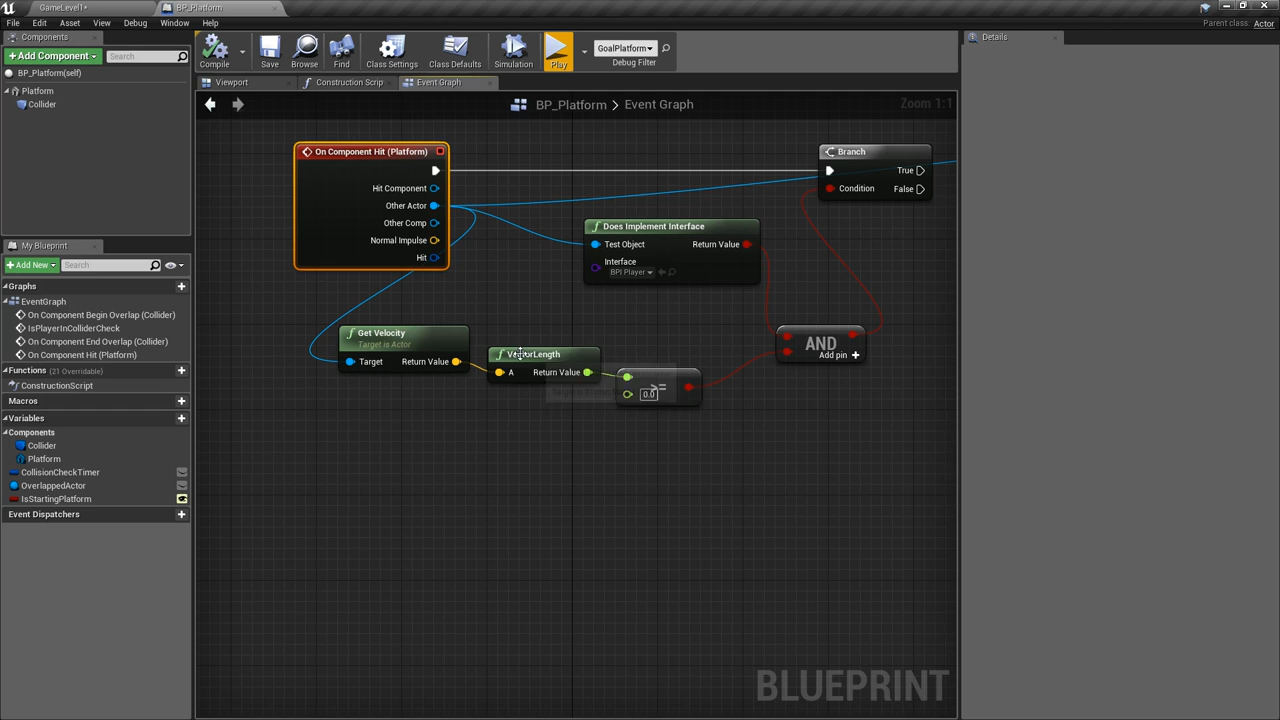 GameLevel1*
BP_Platform
File Edit Asset View Debug Window Help
Parent class: Actor
Components
+ Add Component
Search
BP_Platform(self)
Platform
Collider
Compile
Save
Browse
Find
Class Settings
Class Defaults
Simulation
Play
GoalPlatform
Debug Filter
Details
Viewport
Construction Scrip
Event Graph
BP_Platform > Event Graph
Zoom 1:1
My Blueprint
+ Add New
Search
Graphs
EventGraph
On Component Begin Overlap (Collider)
IsPlayerInColliderCheck
On Component End Overlap (Collider)
On Component Hit (Platform)
Functions (21 Overridable)
ConstructionScript
Macros
Variables
Components
Collider
Platform
CollisionCheckTimer
OverlappedActor
IsStartingPlatform
Event Dispatchers
On Component Hit (Platform)
Hit Component
Other Actor
Other Comp
Normal Impulse
Hit
Branch
True
Condition False
Does Implement Interface
Test Object Return Value
Interface
BPI Player
Get Velocity
Target is Actor
Target Return Value
VectorLength
A Return Value
>=
0.0
AND
Add pin +
BLUEPRINT